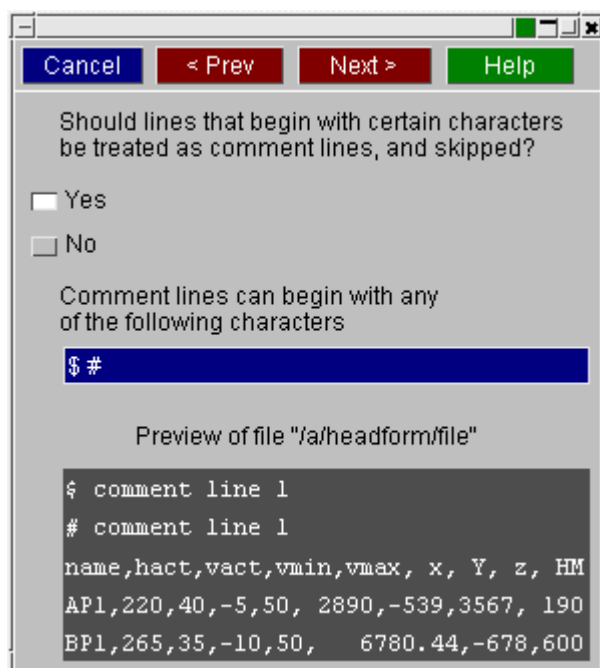 Cancel < Prev Next > Help
Should lines that begin with certain characters
be treated as comment lines, and skipped?
Yes
No
Comment lines can begin with any
of the following characters
$ #
Preview of file "/a/headform/file"
$ comment line 1
# comment line 1
name,hact,vact,vmin,vmax, x, Y, z, HM
AP1,220,40,-5,50, 2890,-539,3567, 190
BP1,265,35,-10,50, 6780.44,-678,600